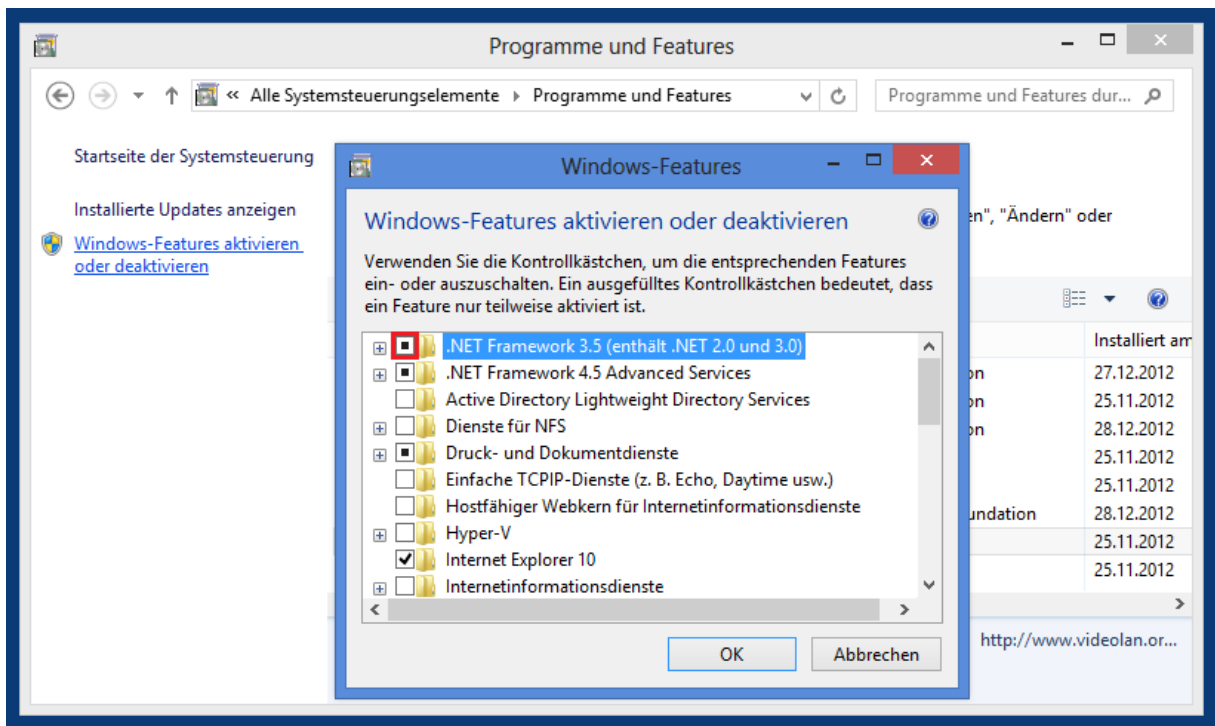 Programme und Features
« Alle Systemsteuerungselemente Programme und Features
Programme und Features dur...
Startseite der Systemsteuerung
Installierte Updates anzeigen
Windows-Features aktivieren
oder deaktivieren
Windows-Features
Windows-Features aktivieren oder deaktivieren
Verwenden Sie die Kontrollkästchen, um die entsprechenden Features
ein- oder auszuschalten. Ein ausgefülltes Kontrollkästchen bedeutet, dass
ein Feature nur teilweise aktiviert ist.
.NET Framework 3.5 (enthält .NET 2.0 und 3.0)
.NET Framework 4.5 Advanced Services
Active Directory Lightweight Directory Services
Dienste für NFS
Druck- und Dokumentdienste
Einfache TCPIP-Dienste (z. B. Echo, Daytime usw.)
Hostfähiger Webkern für Internetinformationsdienste
Hyper-V
Internet Explorer 10
Internetinformationsdienste
OK
Abbrechen
en", "Ändern" oder
Installiert am
on 27.12.2012
on 25.11.2012
on 28.12.2012
25.11.2012
25.11.2012
undation 28.12.2012
25.11.2012
25.11.2012
http://www.videolan.or...